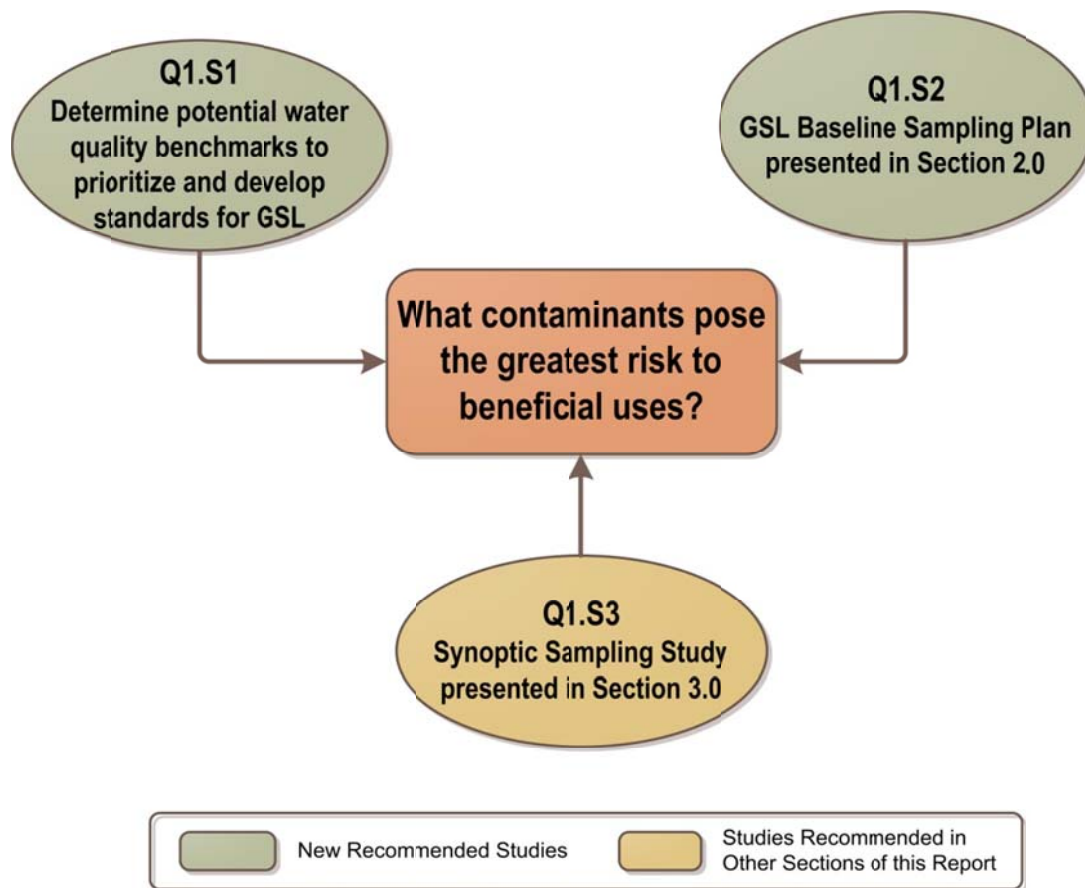 Q1.S1
Determine potential water
quality benchmarks to
prioritize and develop
standards for GSL
Q1.S2
GSL Baseline Sampling Plan
presented in Section 2.0
What contaminants pose
the greatest risk to
beneficial uses?
Q1.S3
Synoptic Sampling Study
presented in Section 3.0
New Recommended Studies
Studies Recommended in
Other Sections of this Report